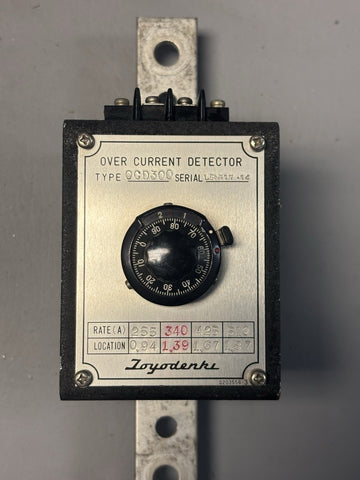 OVER CURRENT DETECTOR
TYPE OCD300 SERIAL
2 1
RATE(A) 255 340 425 510
LOCATION 0,94 1,39 1,67
Toyodenki